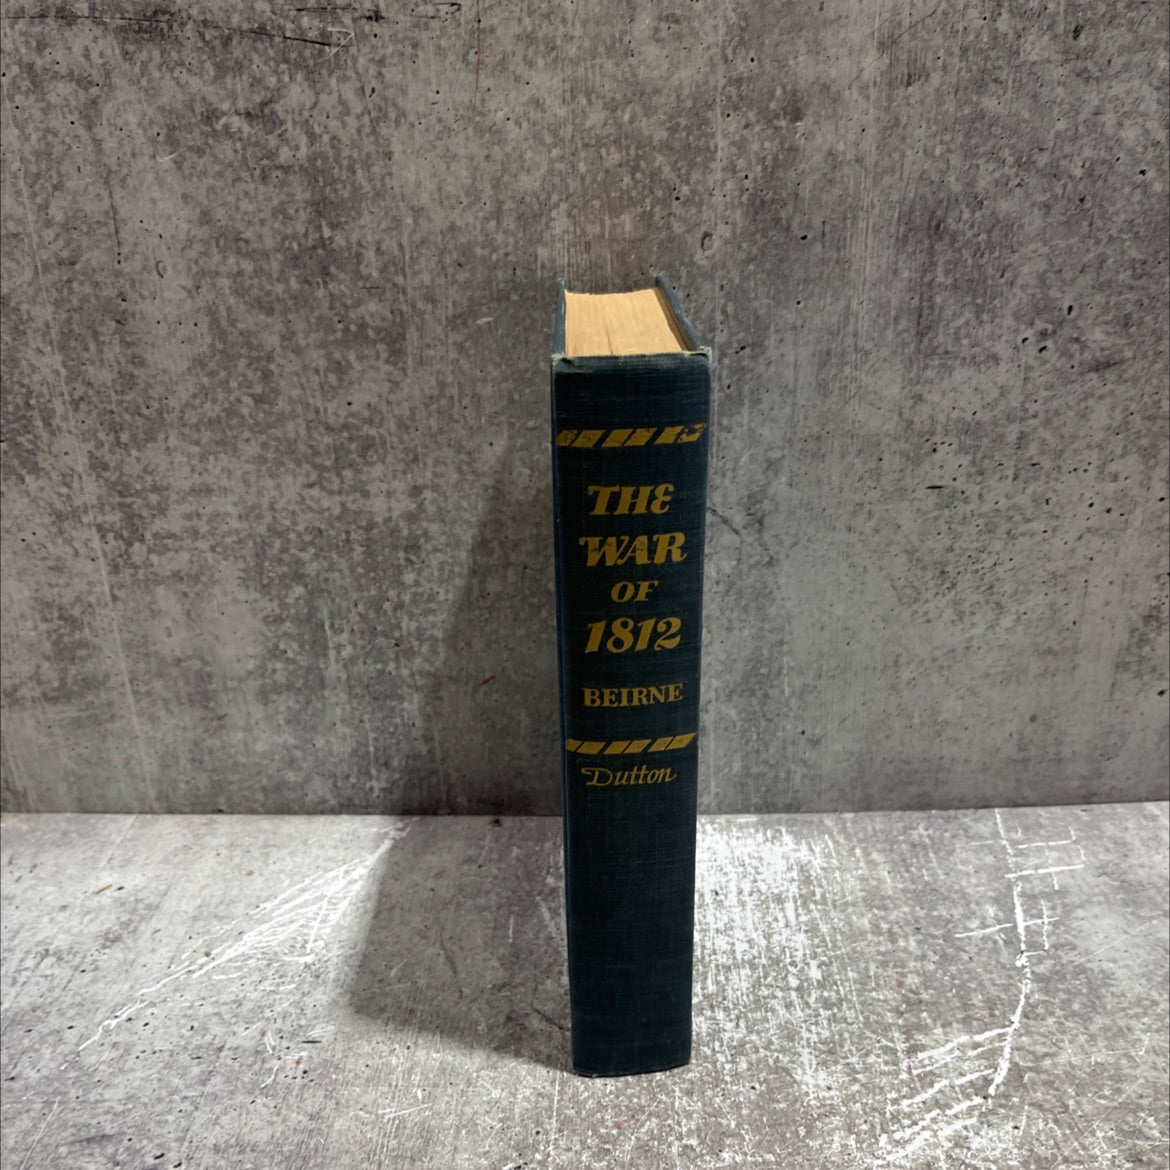 THE
WAR
OF
1812
BEIRNE
Dutton